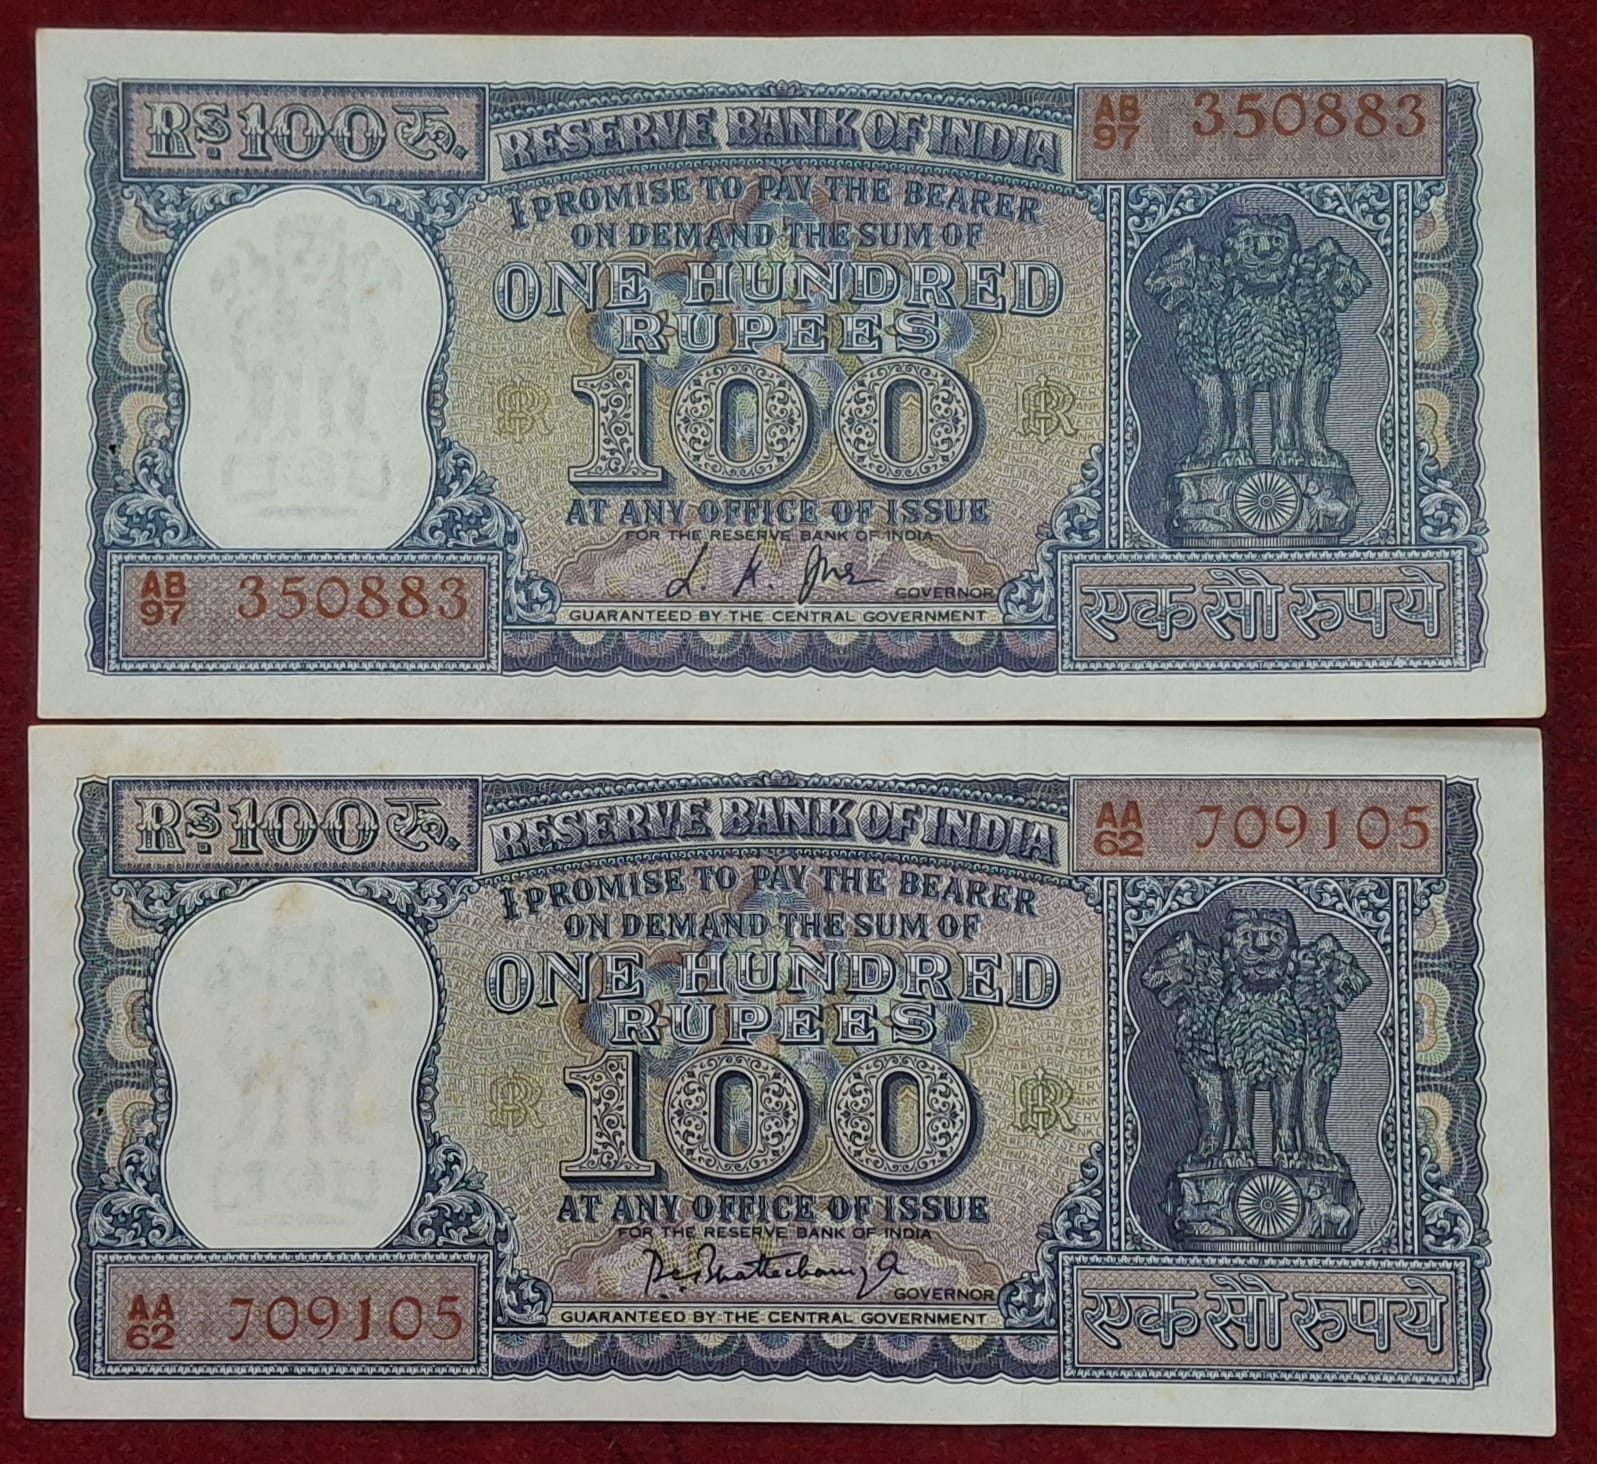 Rs.100रु.
RESERVE BANK OF INDIA
AB
97 350883
I PROMISE TO PAY THE BEARER
ON DEMAND THE SUM OF
ONE HUNDRED
RUPEES
100
AT ANY OFFICE OF ISSUE
FOR THE RESERVE BANK OF INDIA
L. K. Jha
GOVERNOR
GUARANTEED BY THE CENTRAL GOVERNMENT
AB
97 350883
एक सौ रुपये
Rs.100रु.
RESERVE BANK OF INDIA
AA
62 709105
I PROMISE TO PAY THE BEARER
ON DEMAND THE SUM OF
ONE HUNDRED
RUPEES
100
AT ANY OFFICE OF ISSUE
FOR THE RESERVE BANK OF INDIA
P.C. Bhattacharyya
GOVERNOR
GUARANTEED BY THE CENTRAL GOVERNMENT
AA
62 709105
एक सौ रुपये